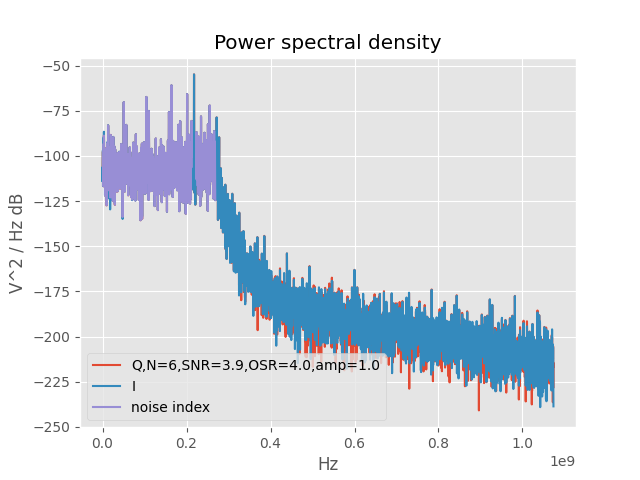 Power spectral density
V^2 / Hz dB
−50
−75
−100
−125
−150
−175
−200
−225
−250
Q,N=6,SNR=3.9,OSR=4.0,amp=1.0
I
noise index
0.0 0.2 0.4 0.6 0.8 1.0
1e9
Hz